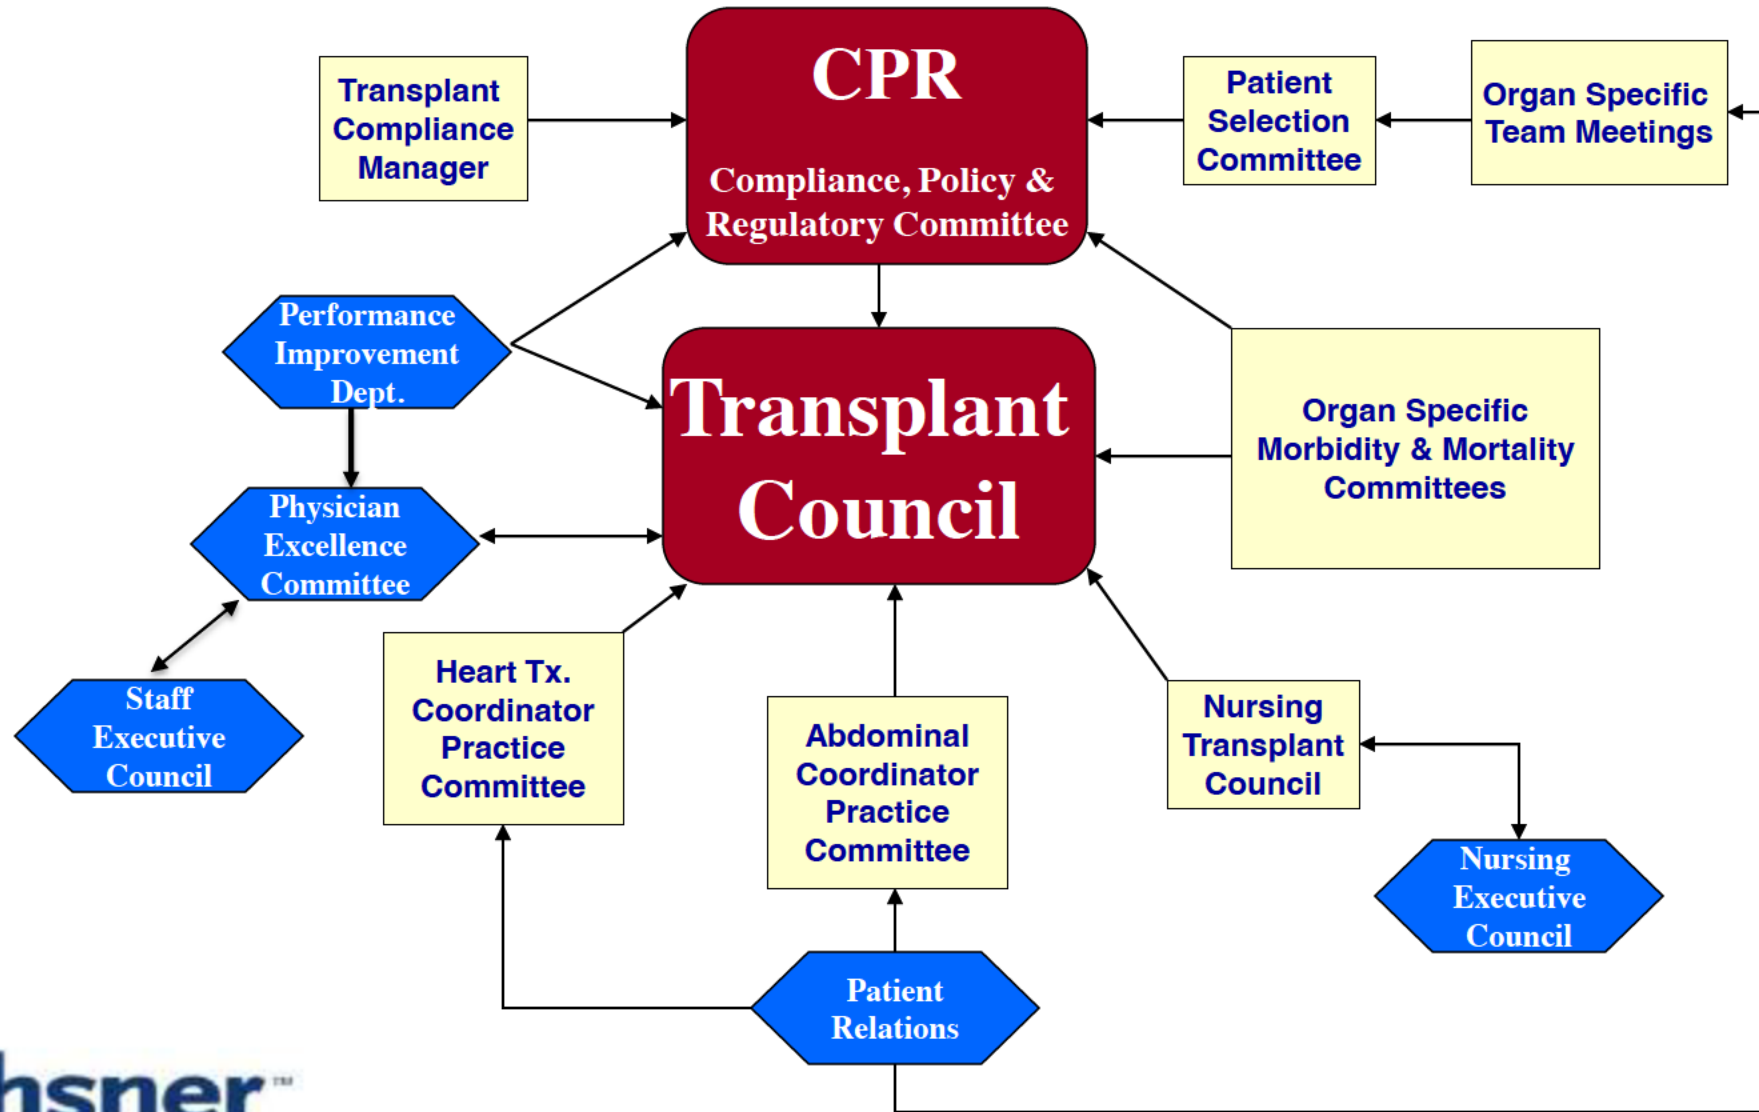 CPR
Compliance, Policy &
Regulatory Committee
Transplant
Compliance
Manager
Patient
Selection
Committee
Organ Specific
Team Meetings
Performance
Improvement
Dept.
Transplant
Council
Organ Specific
Morbidity & Mortality
Committees
Physician
Excellence
Committee
Staff
Executive
Council
Heart Tx.
Coordinator
Practice
Committee
Abdominal
Coordinator
Practice
Committee
Nursing
Transplant
Council
Nursing
Executive
Council
Patient
Relations
hsner™